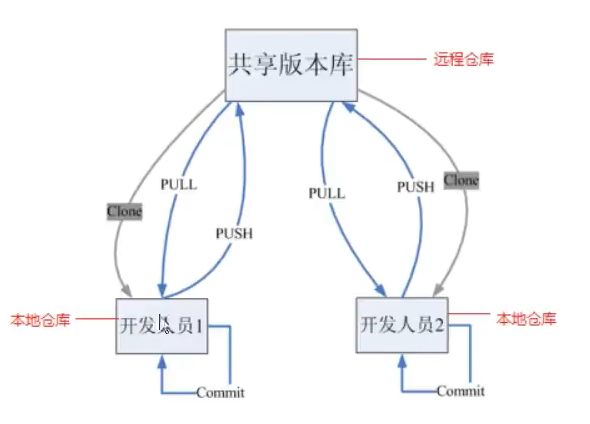 共享版本库
远程仓库
PULL
PULL
PUSH
Clone
Clone
PUSH
本地仓库
开发人员1
开发人员2
本地仓库
Commit
Commit